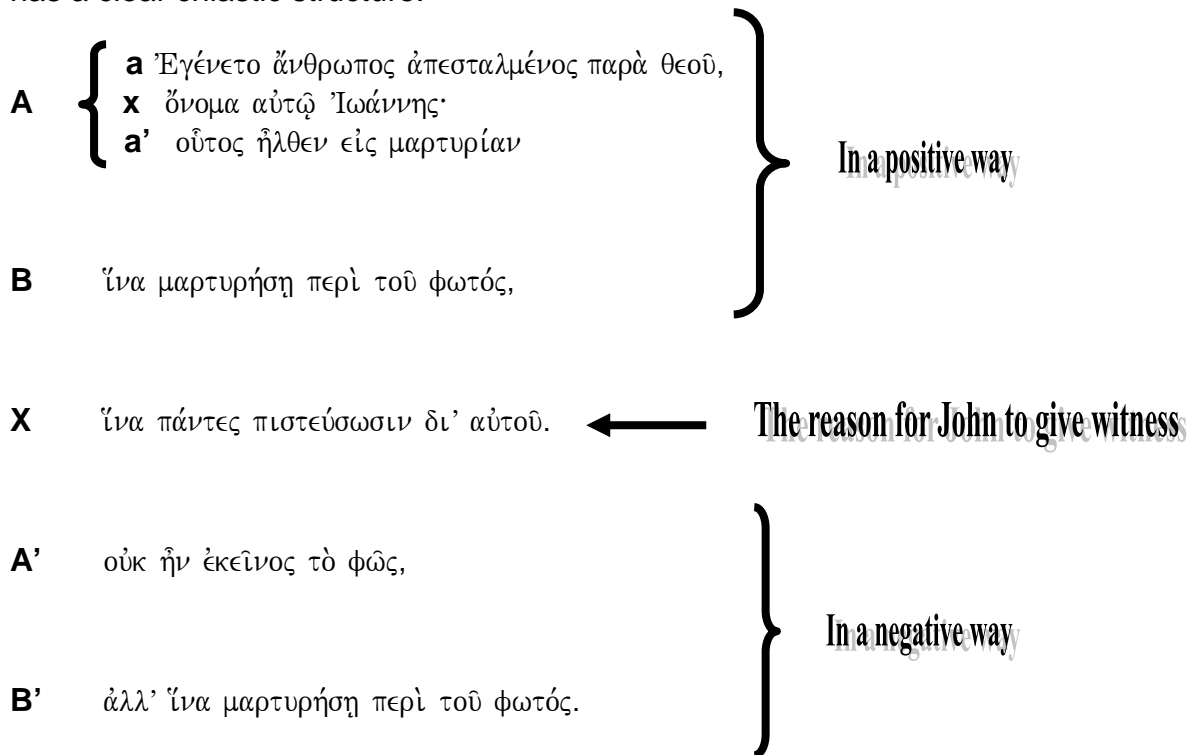 has a clear chiastic structure:
a Ἐγένετο ἄνθρωπος ἀπεσταλμένος παρὰ θεοῦ,
A x ὄνομα αὐτῷ Ἰωάννης·
a’ οὗτος ἦλθεν εἰς μαρτυρίαν
In a positive way
B ἵνα μαρτυρήσῃ περὶ τοῦ φωτός,
X ἵνα πάντες πιστεύσωσιν δι’ αὐτοῦ.
The reason for John to give witness
A’ οὐκ ἦν ἐκεῖνος τὸ φῶς,
In a negative way
B’ ἀλλ’ ἵνα μαρτυρήσῃ περὶ τοῦ φωτός.